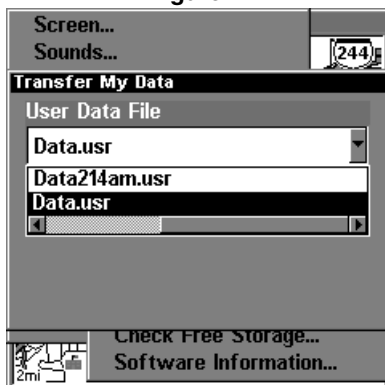 Screen...
Sounds...
244
Transfer My Data
User Data File
Data.usr
Data214am.usr
Data.usr
Check Free Storage...
Software Information...
2mi